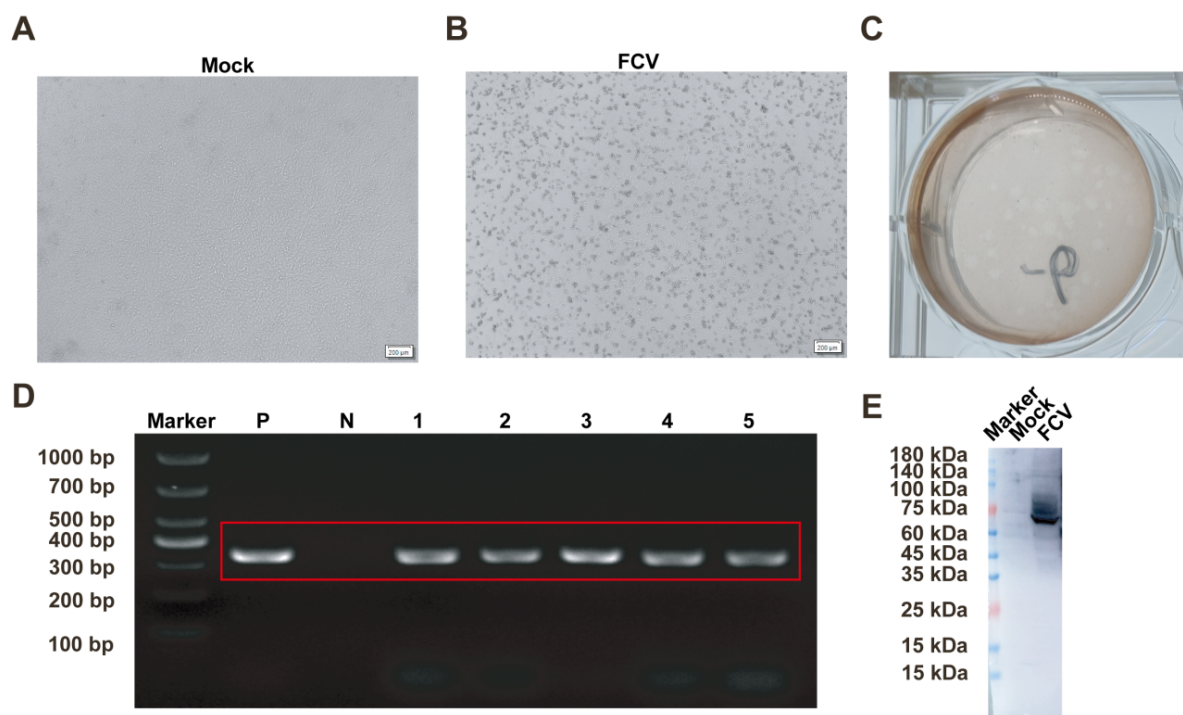 A
Mock
200 µm
B
FCV
200 µm
C
-9
D
Marker P N 1 2 3 4 5
1000 bp
700 bp
500 bp
400 bp
300 bp
200 bp
100 bp
E
Marker
Mock
FCV
180 kDa
140 kDa
100 kDa
75 kDa
60 kDa
45 kDa
35 kDa
25 kDa
15 kDa
15 kDa